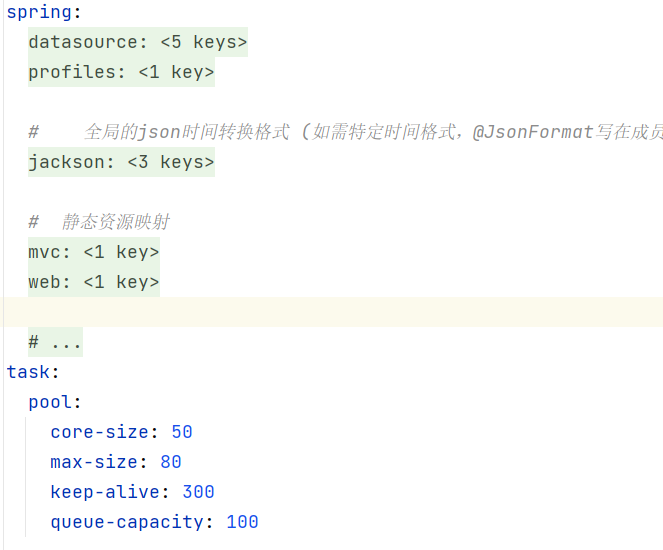 spring:
datasource: <5 keys>
profiles: <1 key>
# 全局的json时间转换格式 (如需特定时间格式，@JsonFormat写在成员
jackson: <3 keys>
# 静态资源映射
mvc: <1 key>
web: <1 key>
# ...
task:
pool:
core-size: 50
max-size: 80
keep-alive: 300
queue-capacity: 100